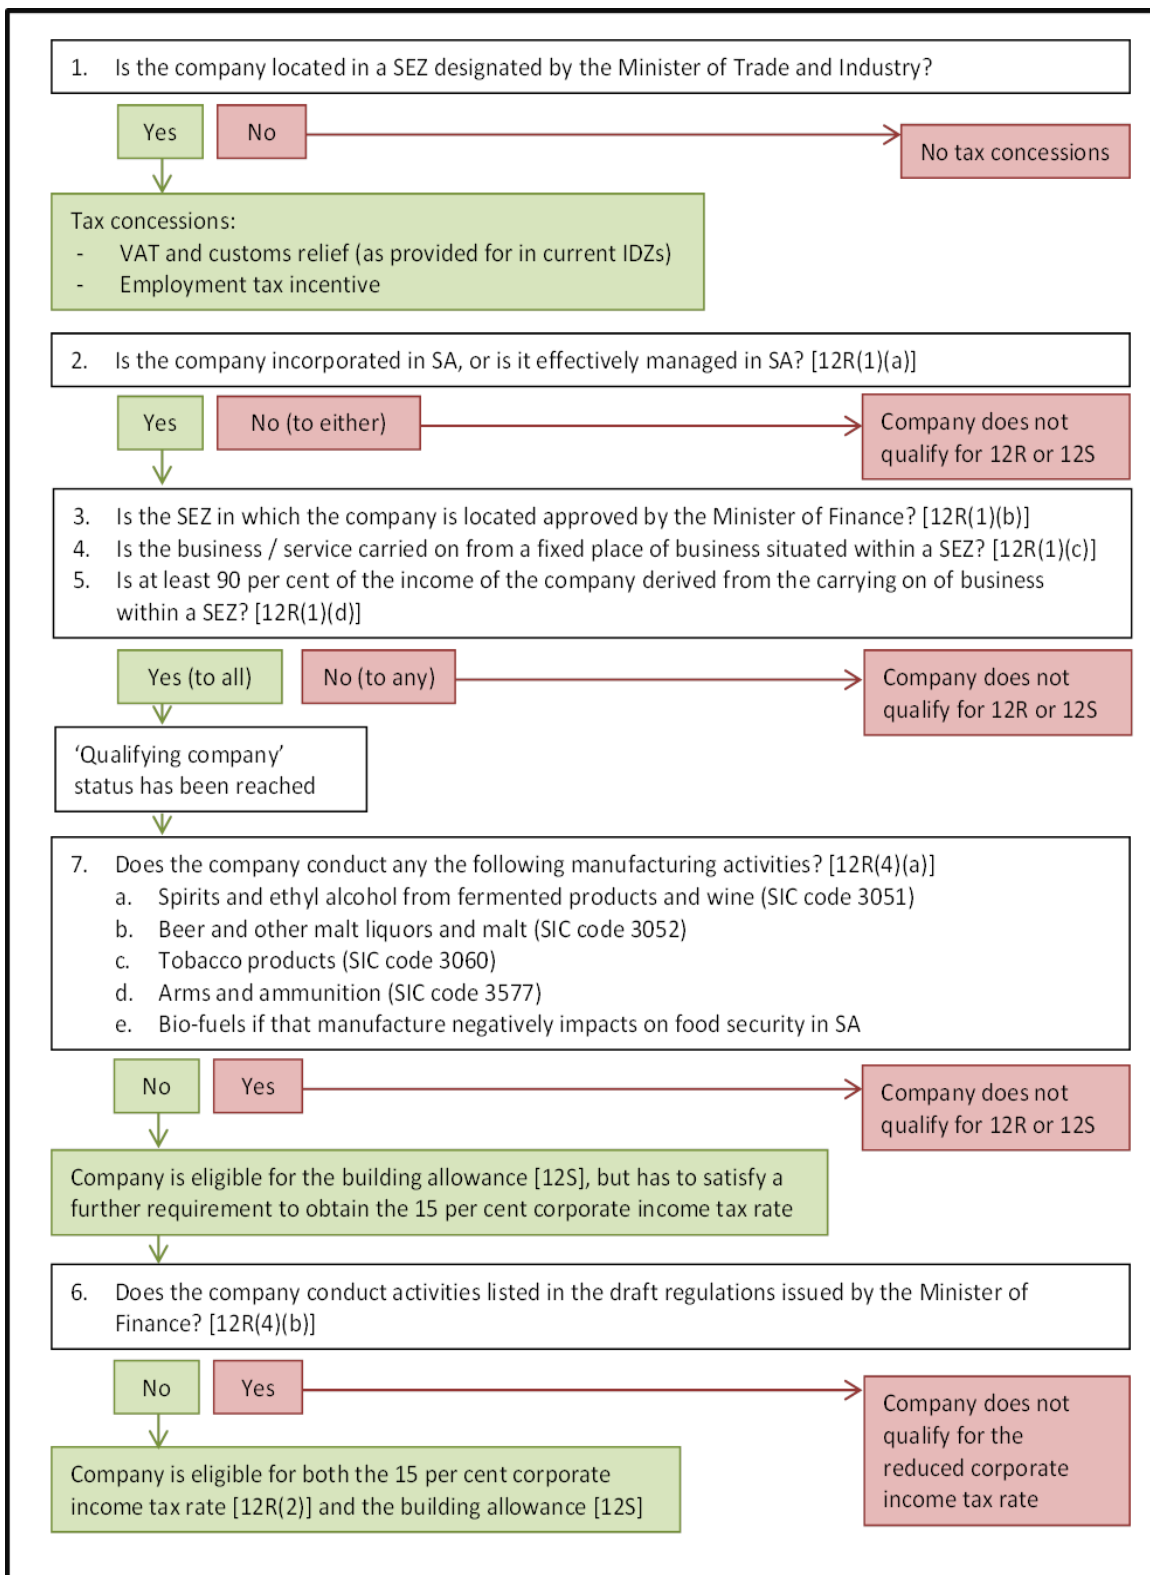 1. Is the company located in a SEZ designated by the Minister of Trade and Industry?
Yes
No
No tax concessions
Tax concessions:
- VAT and customs relief (as provided for in current IDZs)
- Employment tax incentive
2. Is the company incorporated in SA, or is it effectively managed in SA? [12R(1)(a)]
Yes
No (to either)
Company does not
qualify for 12R or 12S
3. Is the SEZ in which the company is located approved by the Minister of Finance? [12R(1)(b)]
4. Is the business / service carried on from a fixed place of business situated within a SEZ? [12R(1)(c)]
5. Is at least 90 per cent of the income of the company derived from the carrying on of business
within a SEZ? [12R(1)(d)]
Yes (to all)
No (to any)
Company does not
qualify for 12R or 12S
‘Qualifying company’
status has been reached
7. Does the company conduct any the following manufacturing activities? [12R(4)(a)]
a. Spirits and ethyl alcohol from fermented products and wine (SIC code 3051)
b. Beer and other malt liquors and malt (SIC code 3052)
c. Tobacco products (SIC code 3060)
d. Arms and ammunition (SIC code 3577)
e. Bio-fuels if that manufacture negatively impacts on food security in SA
No
Yes
Company does not
qualify for 12R or 12S
Company is eligible for the building allowance [12S], but has to satisfy a
further requirement to obtain the 15 per cent corporate income tax rate
6. Does the company conduct activities listed in the draft regulations issued by the Minister of
Finance? [12R(4)(b)]
No
Yes
Company does not
qualify for the
reduced corporate
income tax rate
Company is eligible for both the 15 per cent corporate
income tax rate [12R(2)] and the building allowance [12S]